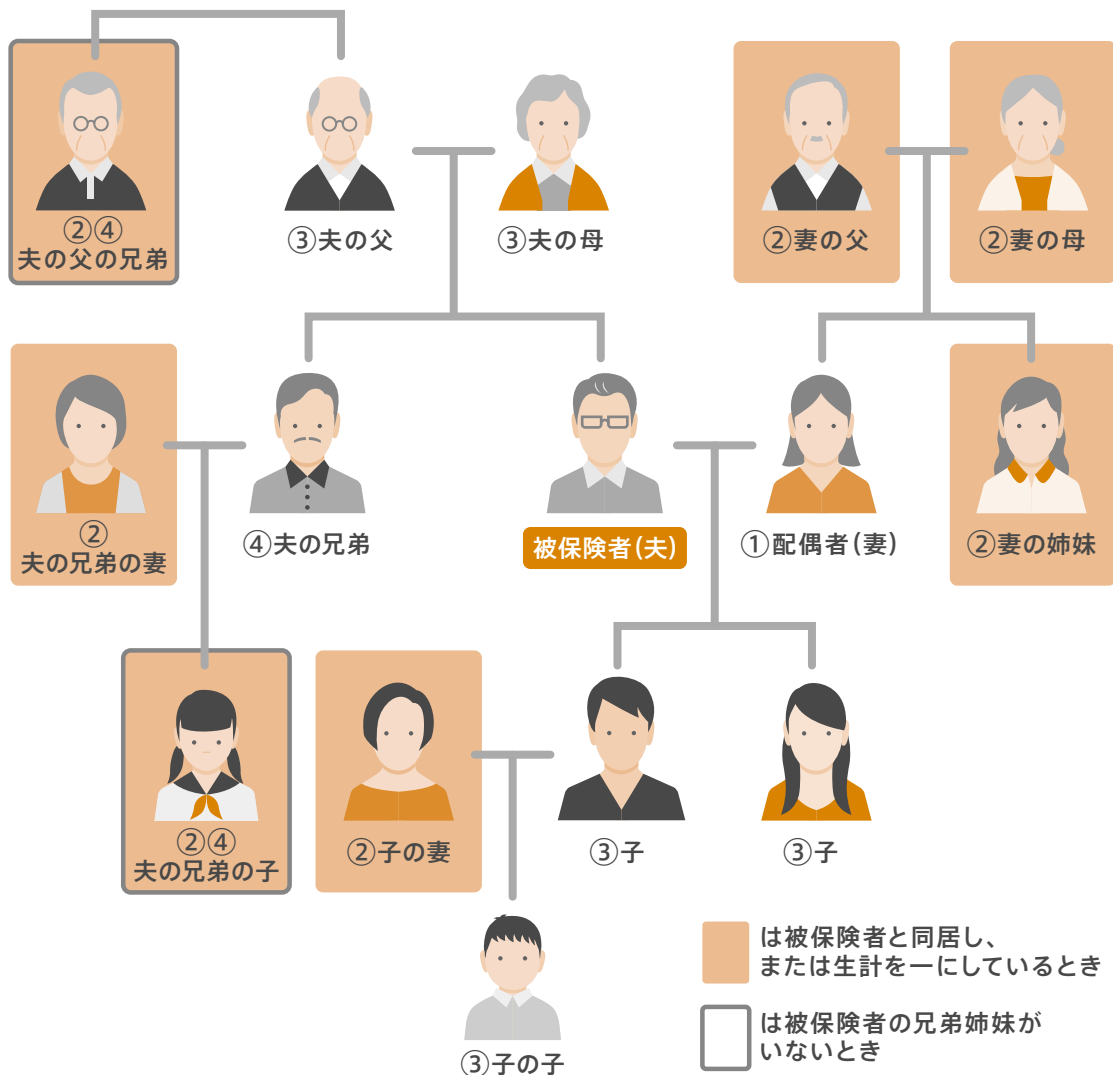 ②④
夫の父の兄弟
③夫の父
③夫の母
②妻の父
②妻の母
②
夫の兄弟の妻
④夫の兄弟
被保険者(夫)
①配偶者(妻)
②妻の姉妹
②④
夫の兄弟の子
②子の妻
③子
③子
③子の子
は被保険者と同居し、
または生計を一にしているとき
は被保険者の兄弟姉妹が
いないとき